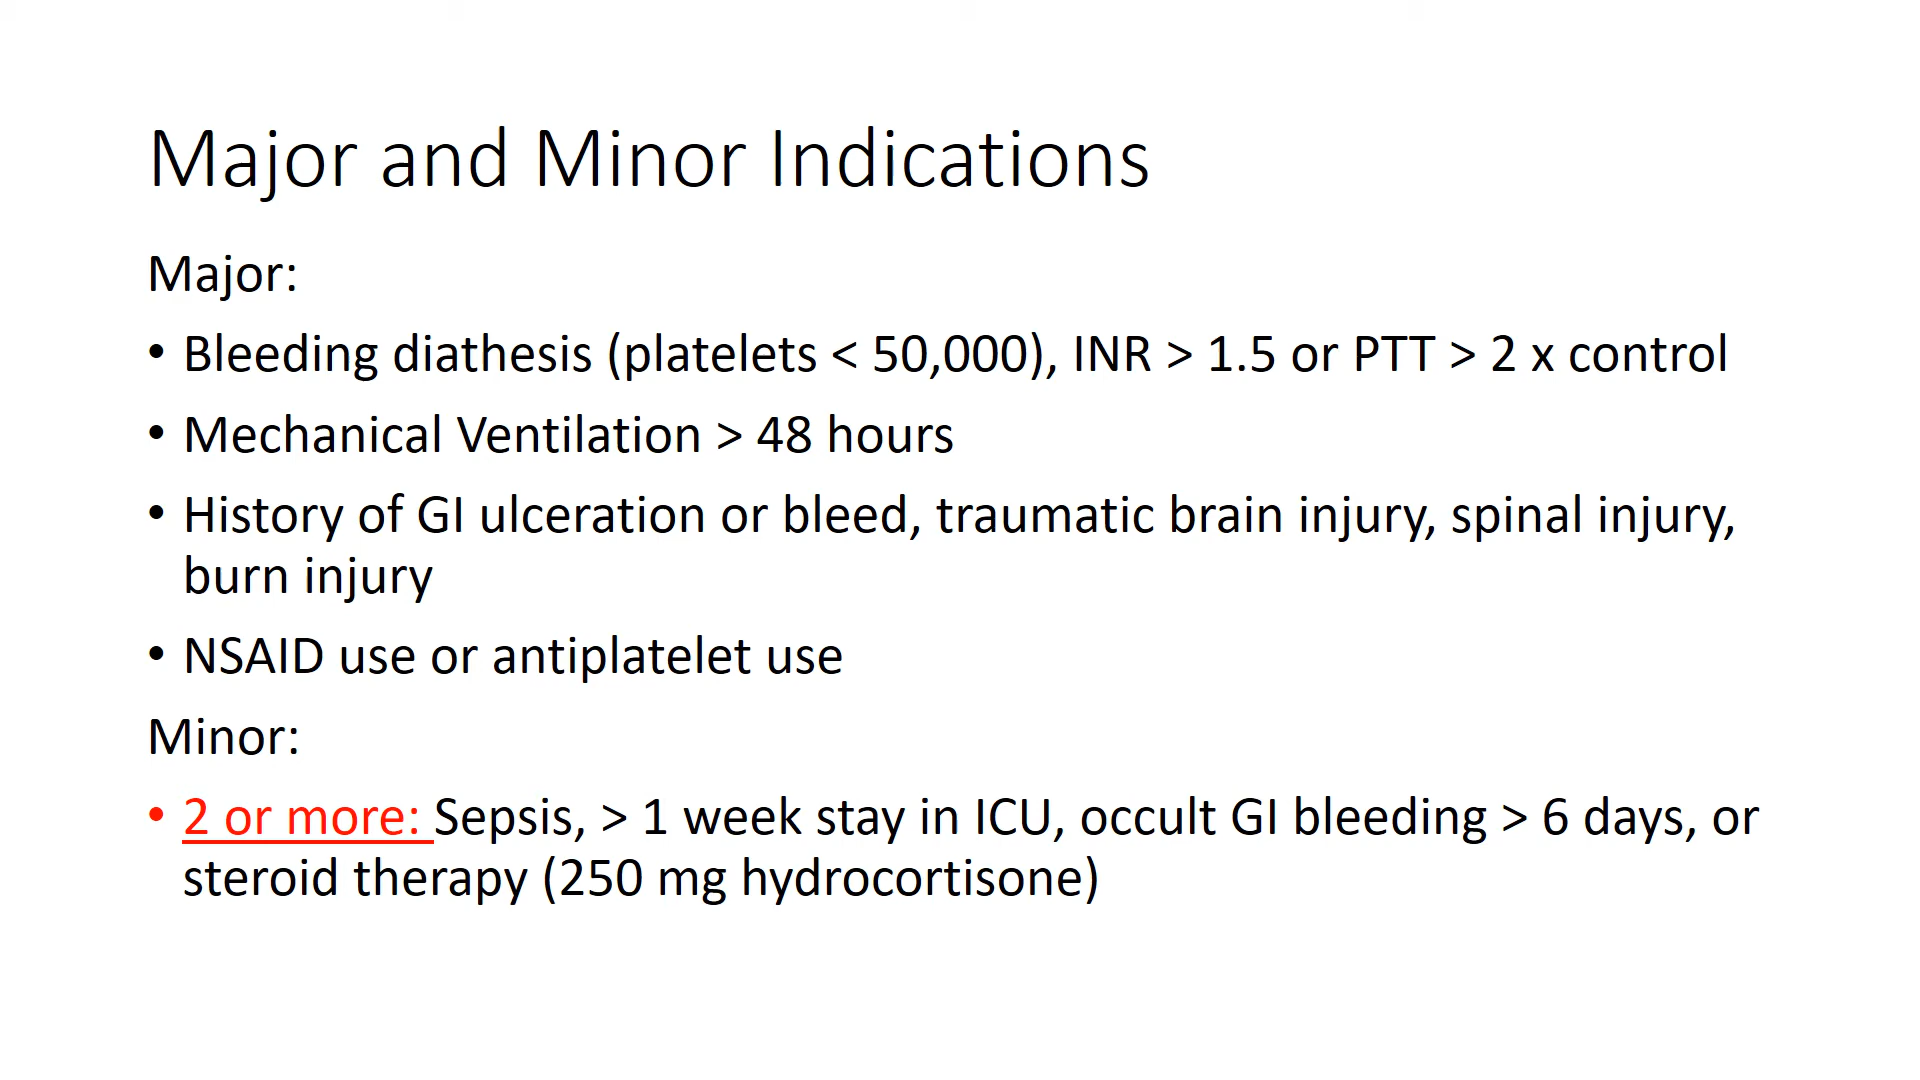 Major and Minor Indications
Major:
• Bleeding diathesis (platelets < 50,000), INR > 1.5 or PTT > 2 x control
• Mechanical Ventilation > 48 hours
• History of GI ulceration or bleed, traumatic brain injury, spinal injury,
burn injury
• NSAID use or antiplatelet use
Minor:
• 2 or more: Sepsis, > 1 week stay in ICU, occult GI bleeding > 6 days, or
steroid therapy (250 mg hydrocortisone)